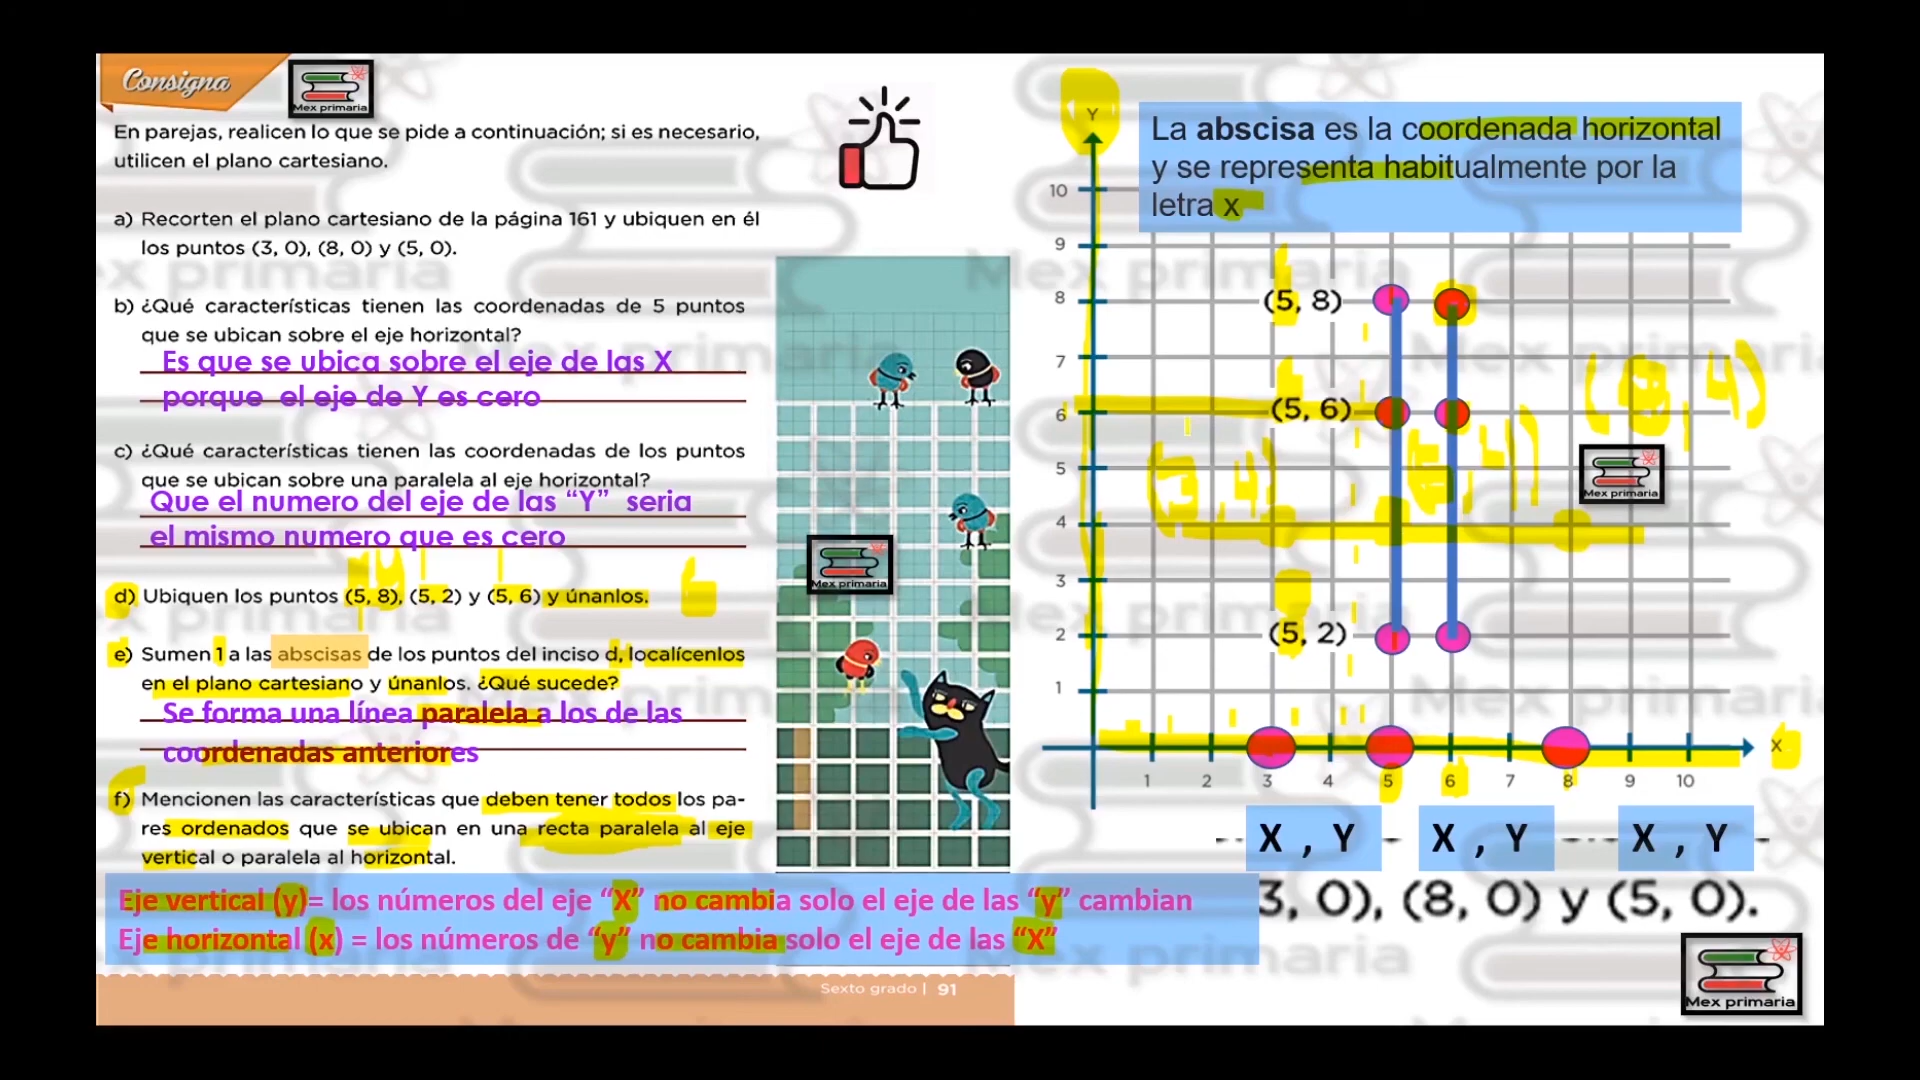 Consigna
Mex primaria
En parejas, realicen lo que se pide a continuación; si es necesario,
utilicen el plano cartesiano.
a) Recorten el plano cartesiano de la página 161 y ubiquen en él
los puntos (3, 0), (8, 0) y (5, 0).
b) ¿Qué características tienen las coordenadas de 5 puntos
que se ubican sobre el eje horizontal?
Es que se ubica sobre el eje de las X
porque el eje de Y es cero
c) ¿Qué características tienen las coordenadas de los puntos
que se ubican sobre una paralela al eje horizontal?
Que el numero del eje de las “Y” seria
el mismo numero que es cero
d) Ubiquen los puntos (5, 8), (5, 2) y (5, 6) y únanlos.
e) Sumen 1 a las abscisas de los puntos del inciso d, localícenlos
en el plano cartesiano y únanlos. ¿Qué sucede?
Se forma una línea paralela a los de las
coordenadas anteriores
f) Mencionen las características que deben tener todos los pa-
res ordenados que se ubican en una recta paralela al eje
vertical o paralela al horizontal.
Eje vertical (y)= los números del eje “X” no cambia solo el eje de las “y” cambian
Eje horizontal (x) = los números de “y” no cambia solo el eje de las “X”
Sexto grado | 91
Mex primaria
Y
La abscisa es la coordenada horizontal
y se representa habitualmente por la
letra x
10
9
8
7
6
5
4
3
2
1
(5, 8)
(5, 6)
(5, 2)
(3,4)
(8,4)
Mex primaria
X
1 2 3 4 5 6 7 8 9 10
X , Y X , Y X , Y
3, 0), (8, 0) y (5, 0).
Mex primaria